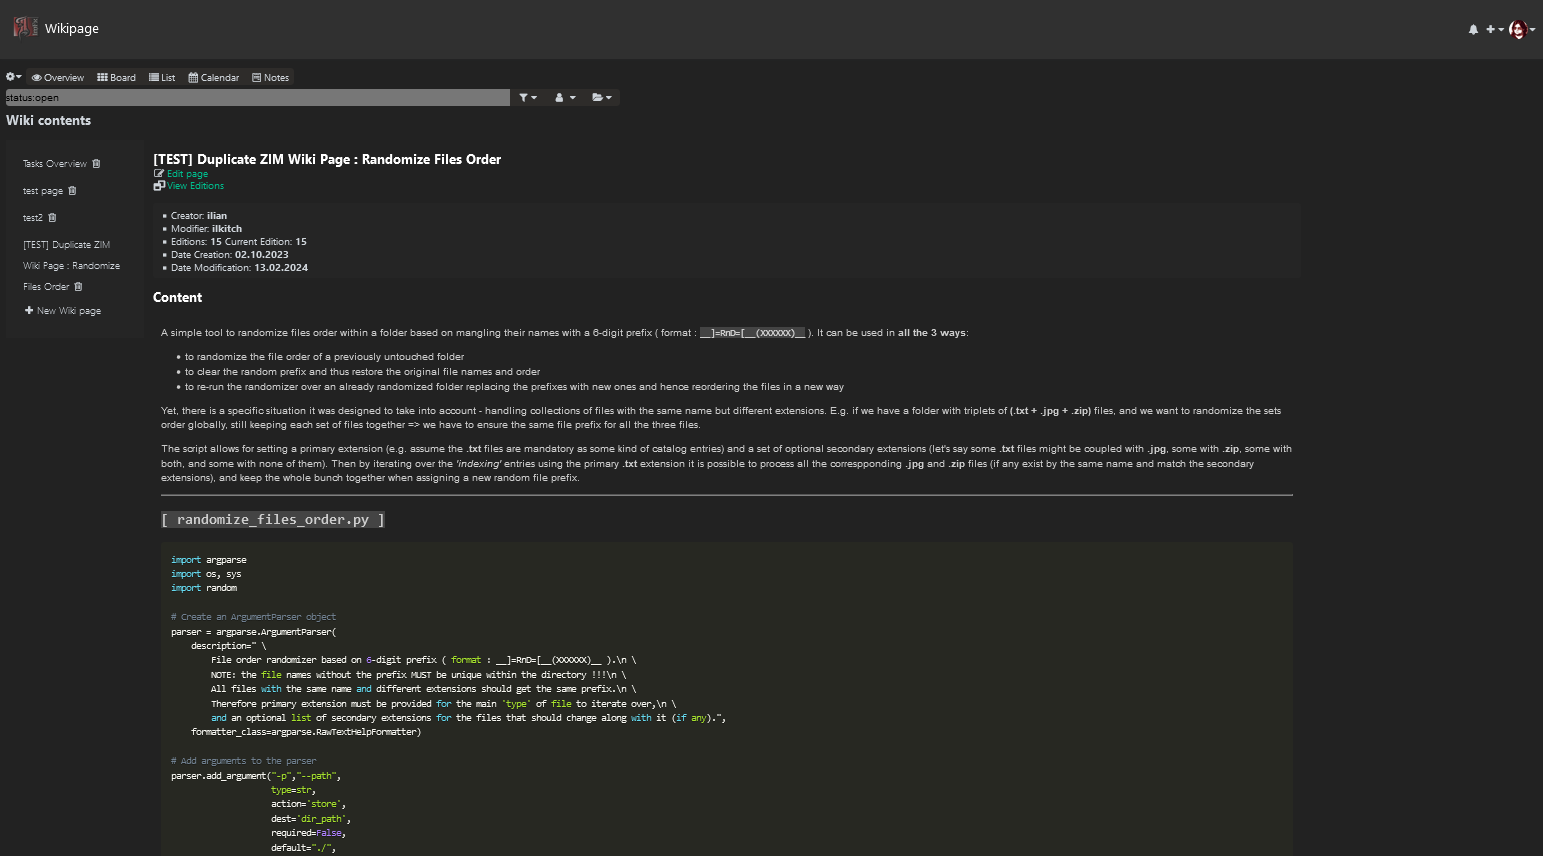 Wikipage
Overview Board List Calendar Notes
status:open
Wiki contents
Tasks Overview
test page
test2
[TEST] Duplicate ZIM
Wiki Page : Randomize
Files Order
New Wiki page
[TEST] Duplicate ZIM Wiki Page : Randomize Files Order
Edit page
View Editions
Creator: ilian
Modifier: ilkitch
Editions: 15 Current Edition: 15
Date Creation: 02.10.2023
Date Modification: 13.02.2024
Content
A simple tool to randomize files order within a folder based on mangling their names with a 6-digit prefix ( format : __]=RnD=[__(XXXXXX)__ ). It can be used in all the 3 ways:
• to randomize the file order of a previously untouched folder
• to clear the random prefix and thus restore the original file names and order
• to re-run the randomizer over an already randomized folder replacing the prefixes with new ones and hence reordering the files in a new way
Yet, there is a specific situation it was designed to take into account - handling collections of files with the same name but different extensions. E.g. if we have a folder with triplets of (.txt + .jpg + .zip) files, and we want to randomize the sets
order globally, still keeping each set of files together => we have to ensure the same file prefix for all the three files.
The script allows for setting a primary extension (e.g. assume the .txt files are mandatory as some kind of catalog entries) and a set of optional secondary extensions (let's say some .txt files might be coupled with .jpg, some with .zip, some with
both, and some with none of them). Then by iterating over the 'indexing' entries using the primary .txt extension it is possible to process all the correspponding .jpg and .zip files (if any exist by the same name and match the secondary
extensions), and keep the whole bunch together when assigning a new random file prefix.
[ randomize_files_order.py ]
import argparse
import os, sys
import random
# Create an ArgumentParser object
parser = argparse.ArgumentParser(
description=" \
File order randomizer based on 6-digit prefix ( format : __]=RnD=[__(XXXXXX)__ ).\n \
NOTE: the file names without the prefix MUST be unique within the directory !!!\n \
All files with the same name and different extensions should get the same prefix.\n \
Therefore primary extension must be provided for the main 'type' of file to iterate over,\n \
and an optional list of secondary extensions for the files that should change along with it (if any).",
formatter_class=argparse.RawTextHelpFormatter)
# Add arguments to the parser
parser.add_argument("-p","--path",
type=str,
action='store',
dest='dir_path',
required=False,
default="./",